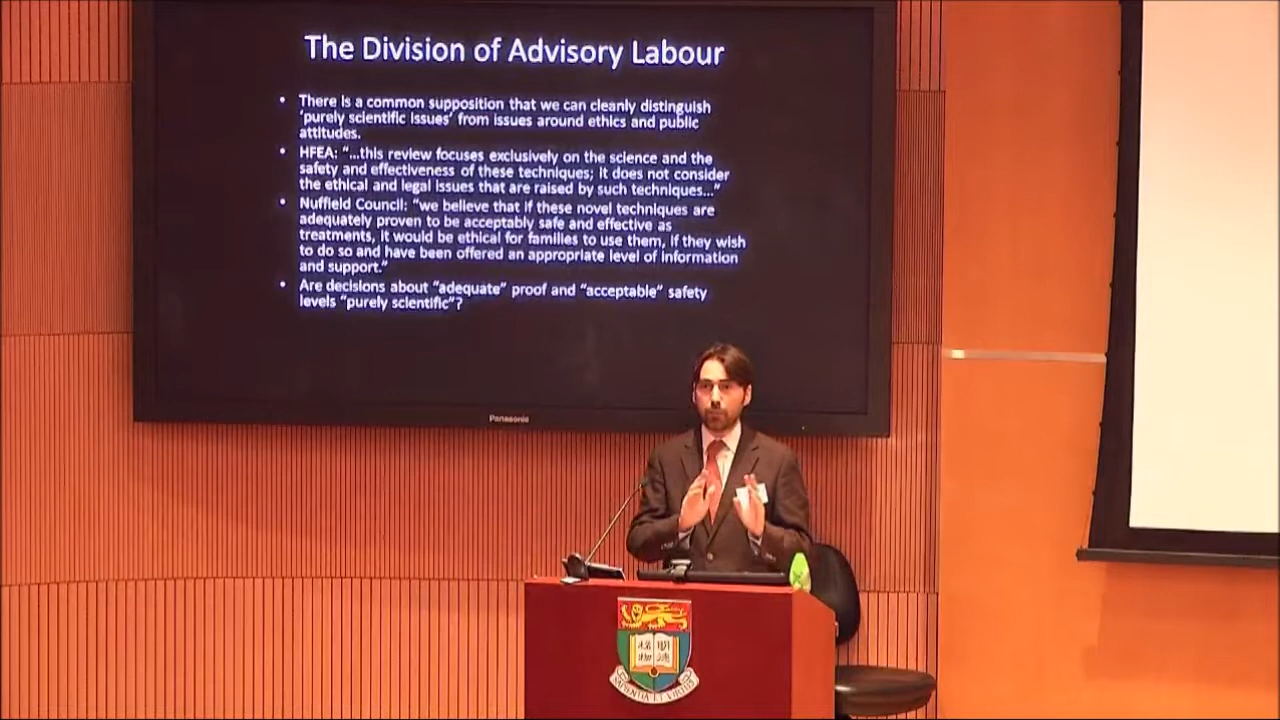 The Division of Advisory Labour
• There is a common supposition that we can cleanly distinguish
'purely scientific issues' from issues around ethics and public
attitudes.
• HFEA: "...this review focuses exclusively on the science and the
safety and effectiveness of these techniques; it does not consider
the ethical and legal issues that are raised by such techniques..."
• Nuffield Council: "we believe that if these novel techniques are
adequately proven to be acceptably safe and effective as
treatments, it would be ethical for families to use them, if they wish
to do so and have been offered an appropriate level of information
and support."
• Are decisions about "adequate" proof and "acceptable" safety
levels "purely scientific"?
Panasonic
SAPIENTIA ET VIRTUS